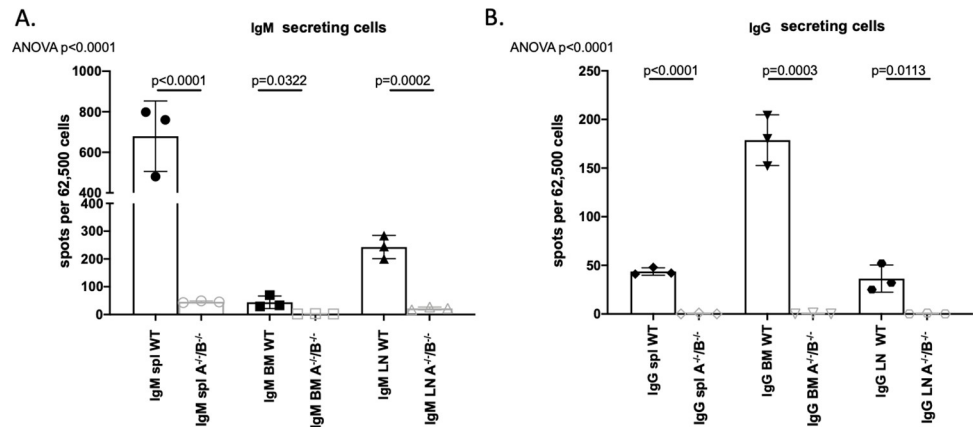 A.
IgM secreting cells
ANOVA p<0.0001
p<0.0001
p=0.0322
p=0.0002
spots per 62,500 cells
1000
800
600
400
400
300
200
100
0
IgM spl WT
IgM spl A-/-/B-/-
IgM BM WT
IgM BM A-/-/B-/-
IgM LN WT
IgM LN A-/-/B-/-
B.
IgG secreting cells
ANOVA p<0.0001
p<0.0001
p=0.0003
p=0.0113
spots per 62,500 cells
250
200
150
100
50
0
IgG spl WT
IgG spl A-/-/B-/-
IgG BM WT
IgG BM A-/-/B-/-
IgG LN WT
IgG LN A-/-/B-/-